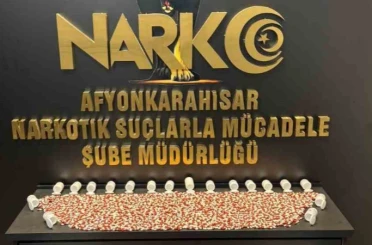 NARKO
AFYONKARAHİSAR
NARKOTİK SUÇLARLA MÜCADELE
ŞUBE MÜDÜRLÜĞÜ